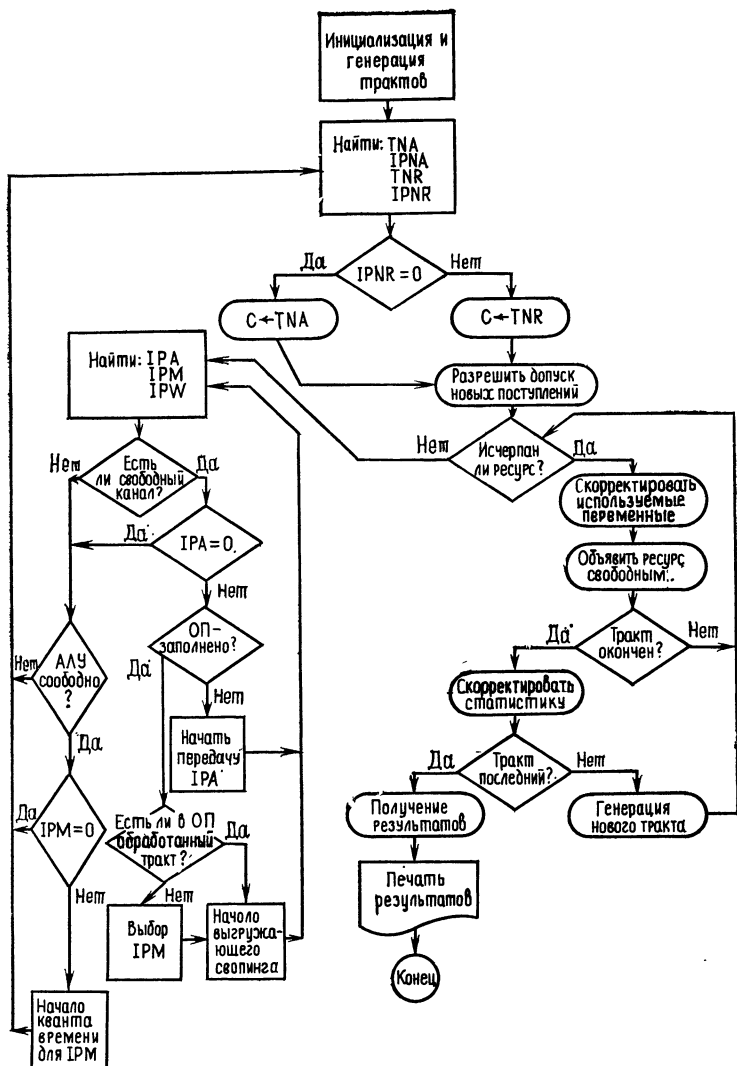 Инициализация и
генерация
трактов
Найти: TNA
IPNA
TNR
IPNR
IPNR = 0
Да
Нет
C←TNA
C←TNR
Разрешить допуск
новых поступлений
Найти: IPA
IPM
IPW
Исчерпан
ли ресурс?
Нет
Да
Есть
ли свободный
канал?
Нет
Да
Скорректировать
используемые
переменные
IPA = 0.
Да
Нет
Объявить ресурс
свободным.
ОП-
заполнено?
Да
Нет
Тракт
окончен?
Да
Нет
АЛУ
соободно
?
Нет
Да
Скорректировать
статистику
Начать
передачу
IPA
Тракт
последний?
Да
Нет
IPM = 0
Да
Нет
Есть ли в ОП
обработанный
тракт?
Да
Нет
Получение
результатов
Генерация
нового тракта
Выбор
IPM
Начоло
выгружа-
ющего
свопинга
Печать
результатов
Конец
Начало
кванта
времени
для IPM